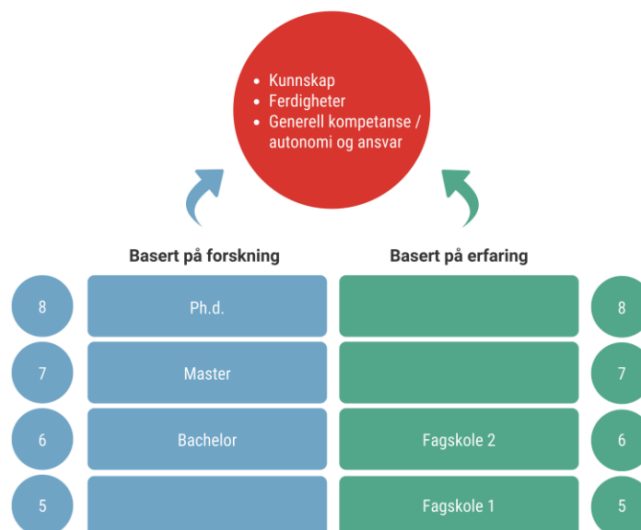 • Kunnskap
• Ferdigheter
• Generell kompetanse /
autonomi og ansvar
Basert på forskning
Basert på erfaring
8
Ph.d.
8
7
Master
7
6
Bachelor
Fagskole 2
6
5
Fagskole 1
5